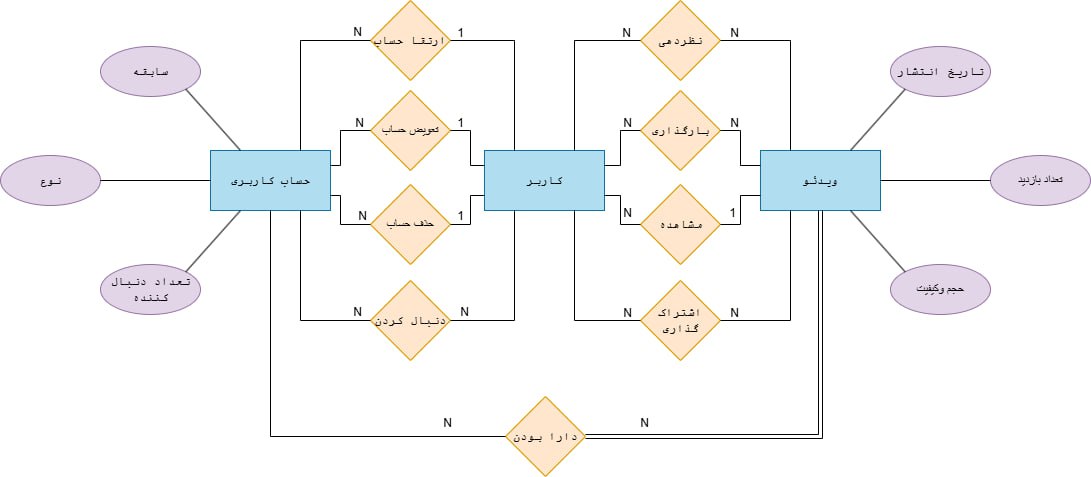 N
ارتقا حساب
1
N
نظردهی
N
سابقه
تاریخ انتشار
N
تعویض حساب
1
N
بارگذاری
N
نوع
حساب کاربری
کاربر
ویدئو
تعداد بازدید
N
حذف حساب
1
N
مشاهده
1
تعداد دنبال
کننده
حجم وکیفیت
N
دنبال کردن
N
N
اشتراک
گذاری
N
N
دارا بودن
N